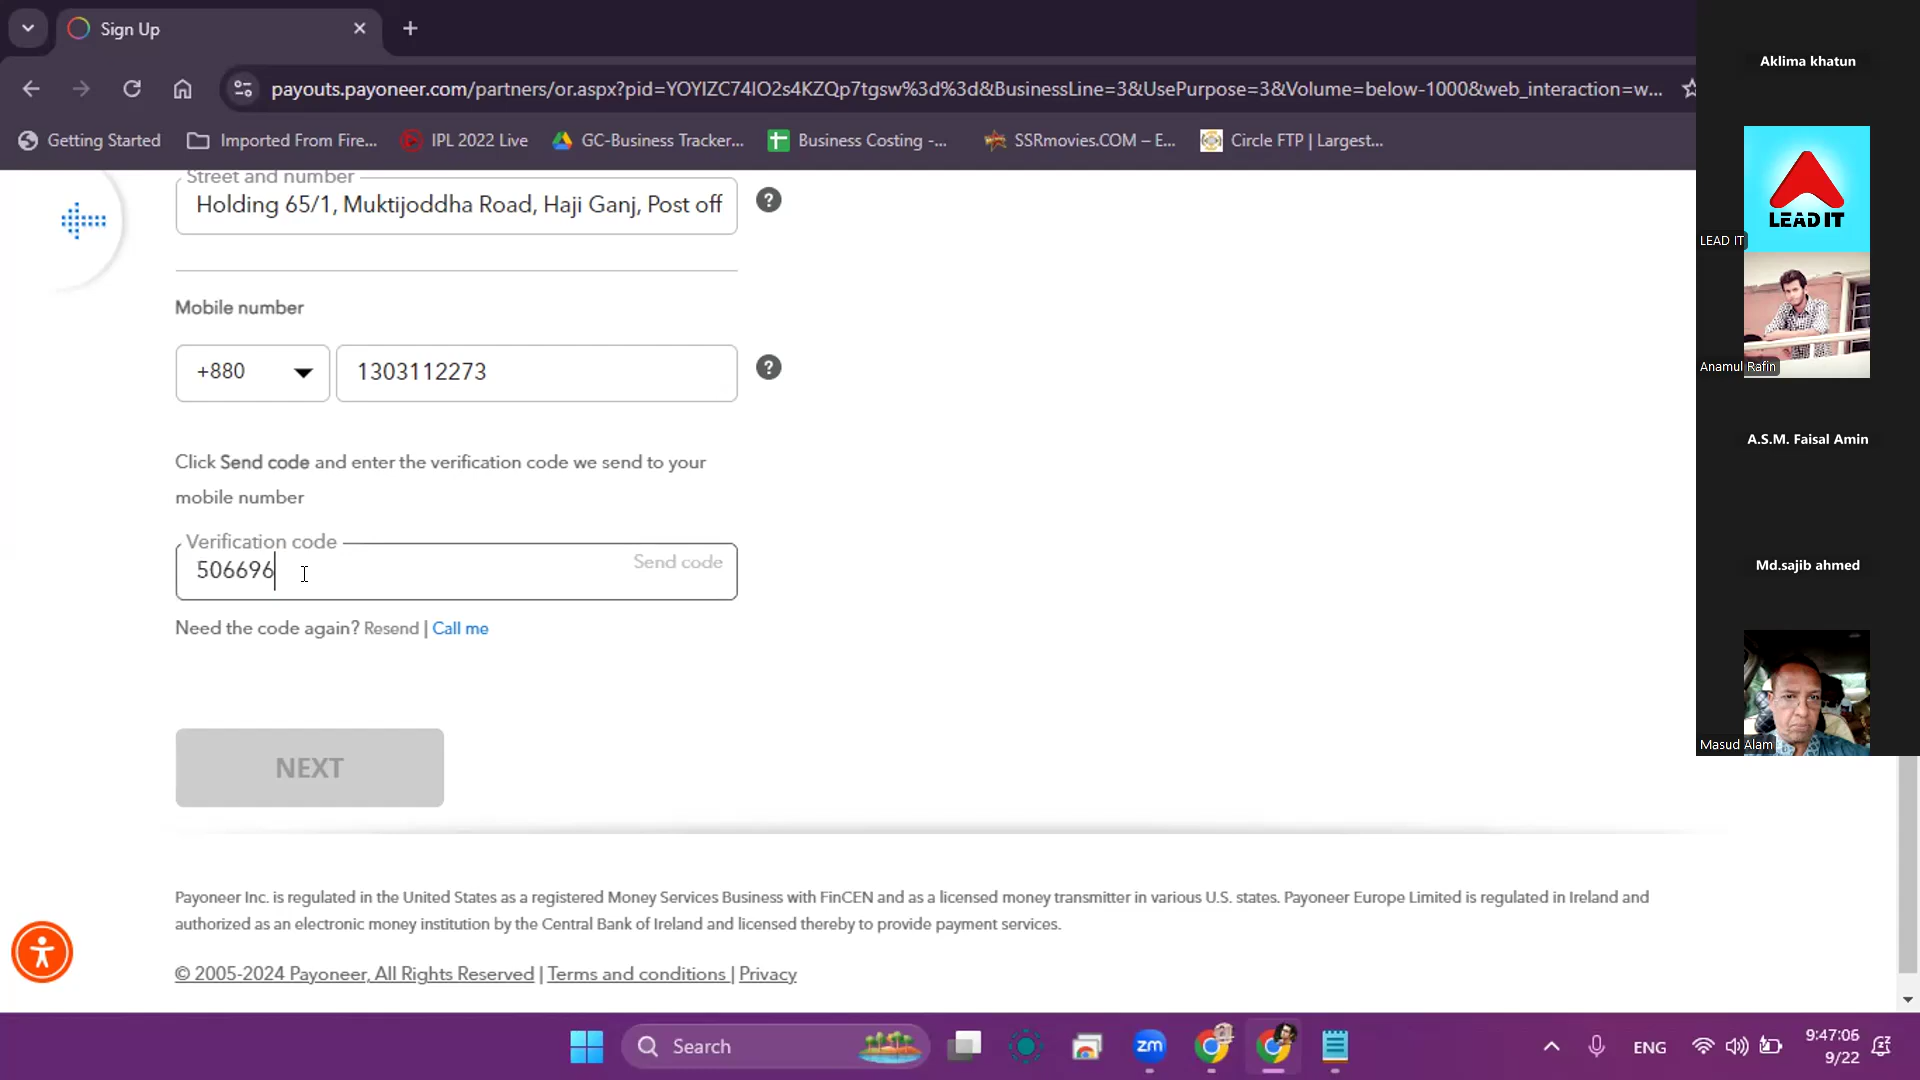 Sign Up
payouts.payoneer.com/partners/or.aspx?pid=YOYIZC74IO2s4KZQp7tgsw%3d%3d&BusinessLine=3&UsePurpose=3&Volume=below-1000&web_interaction=w...
Getting Started
Imported From Fire...
IPL 2022 Live
GC-Business Tracker...
Business Costing -...
SSRmovies.COM – E...
Circle FTP | Largest...
Street and number
Holding 65/1, Muktijoddha Road, Haji Ganj, Post off
?
Mobile number
+880
1303112273
?
Click Send code and enter the verification code we send to your
mobile number
Verification code
506696
Send code
Need the code again? Resend | Call me
NEXT
Payoneer Inc. is regulated in the United States as a registered Money Services Business with FinCEN and as a licensed money transmitter in various U.S. states. Payoneer Europe Limited is regulated in Ireland and
authorized as an electronic money institution by the Central Bank of Ireland and licensed thereby to provide payment services.
© 2005-2024 Payoneer, All Rights Reserved | Terms and conditions | Privacy
Aklima khatun
LEAD IT
LEAD IT
Anamul Rafin
A.S.M. Faisal Amin
Md.sajib ahmed
Masud Alam
Search
zm
ENG
9:47:06
9/22